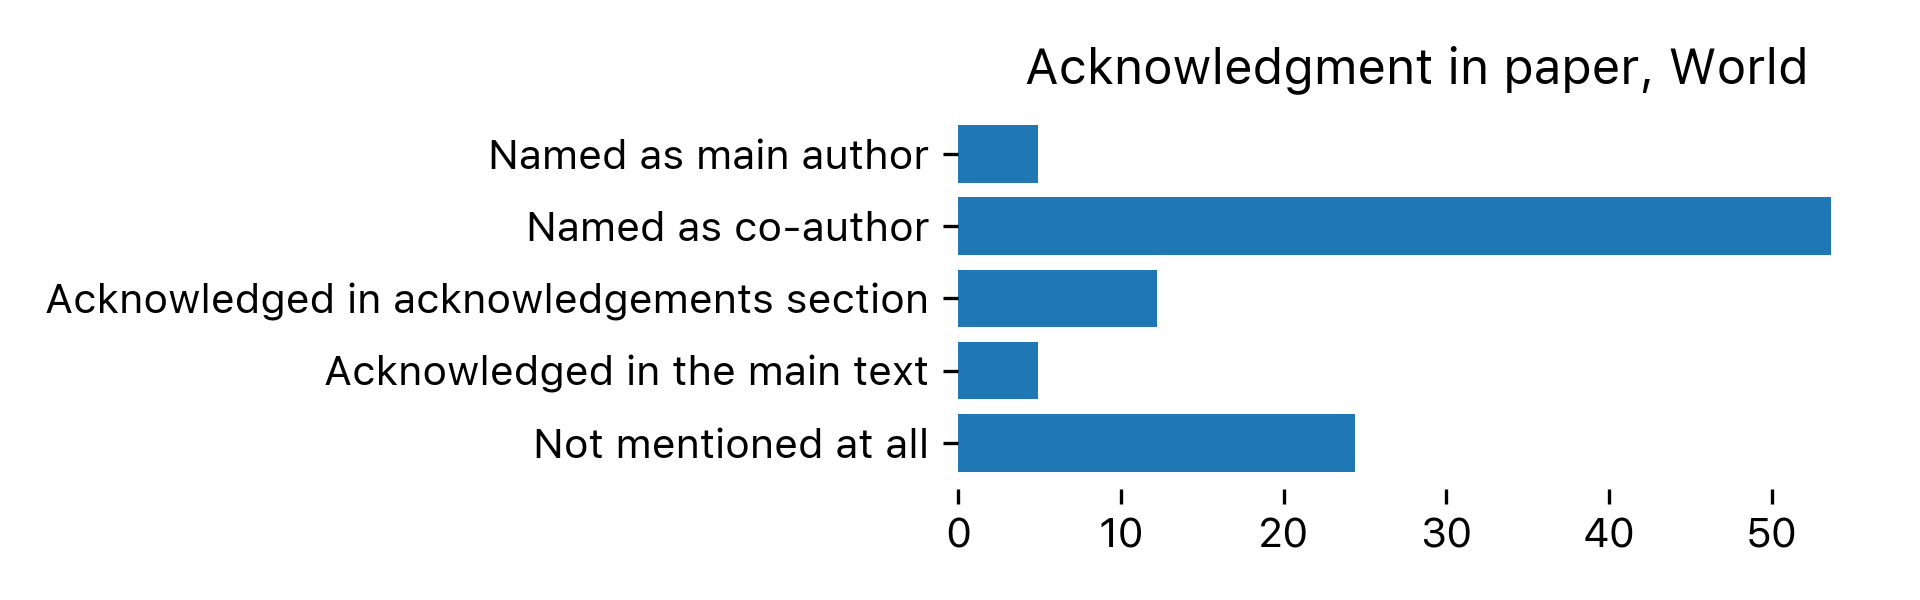 Acknowledgment in paper, World
Named as main author
Named as co-author
Acknowledged in acknowledgements section
Acknowledged in the main text
Not mentioned at all
0 10 20 30 40 50